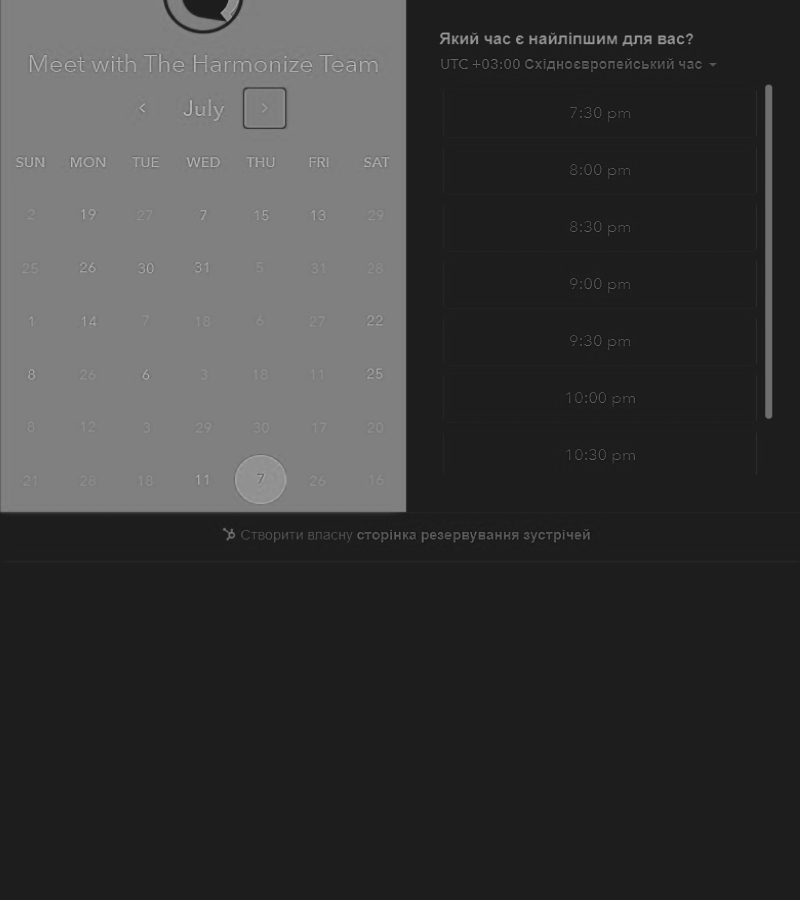 Meet with The Harmonize Team
July
SUN MON TUE WED THU FRI SAT
2 19 27 7 15 13 29
25 26 30 31 5 31 28
1 14 7 18 6 27 22
8 26 6 3 18 11 25
8 12 3 29 30 17 20
21 28 18 11 7 26 16
Який час є найліпшим для вас?
UTC +03:00 Східноєвропейський час
7:30 pm
8:00 pm
8:30 pm
9:00 pm
9:30 pm
10:00 pm
10:30 pm
Створити власну сторінка резервування зустрічей